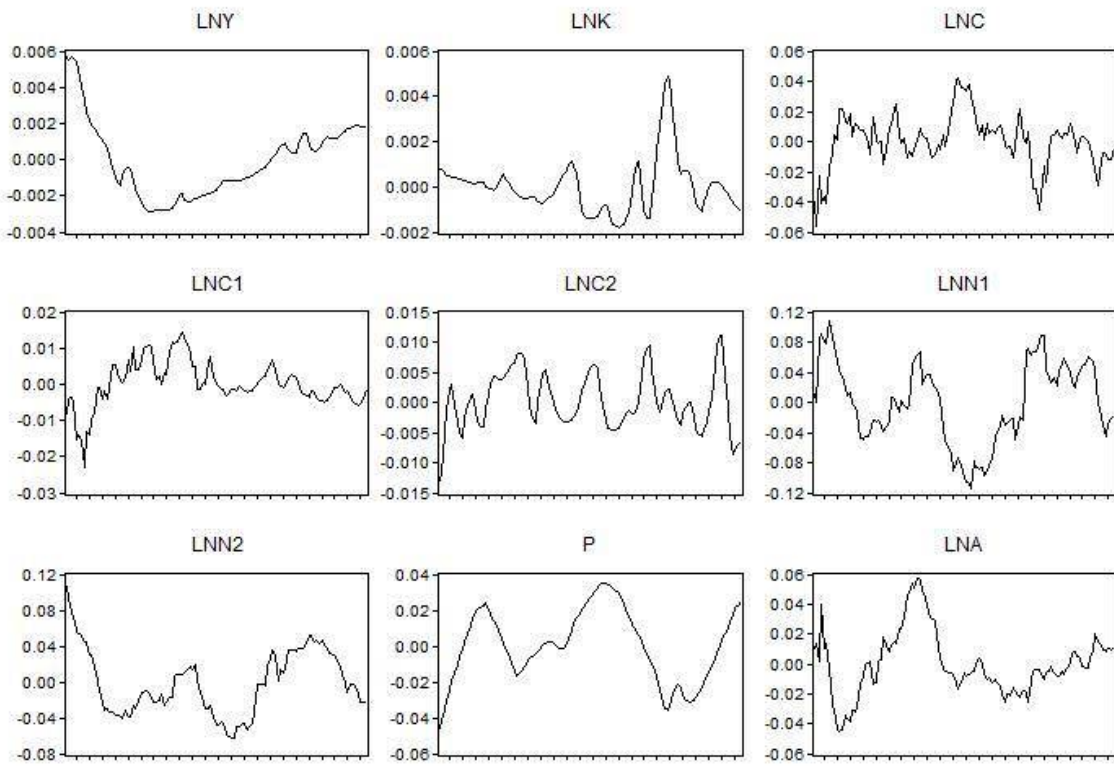 LNY LNK LNC
0.006 0.006 0.06
0.004 0.004 0.04
0.002 0.02
0.002
0.000 0.00
-0.002 0.000 -0.02
-0.04
-0.004 -0.002 -0.06
LNC1 LNC2 LNN1
0.02 0.015 0.12
0.01 0.010 0.08
0.00 0.005 0.04
0.000 0.00
-0.01 -0.005 -0.04
-0.02 -0.010 -0.08
-0.03 -0.015 -0.12
LNN2 P LNA
0.12 0.04 0.06
0.08 0.02 0.04
0.04 0.00 0.02
0.00 -0.02 0.00
-0.04 -0.04 -0.02
-0.04
-0.08 -0.06 -0.06